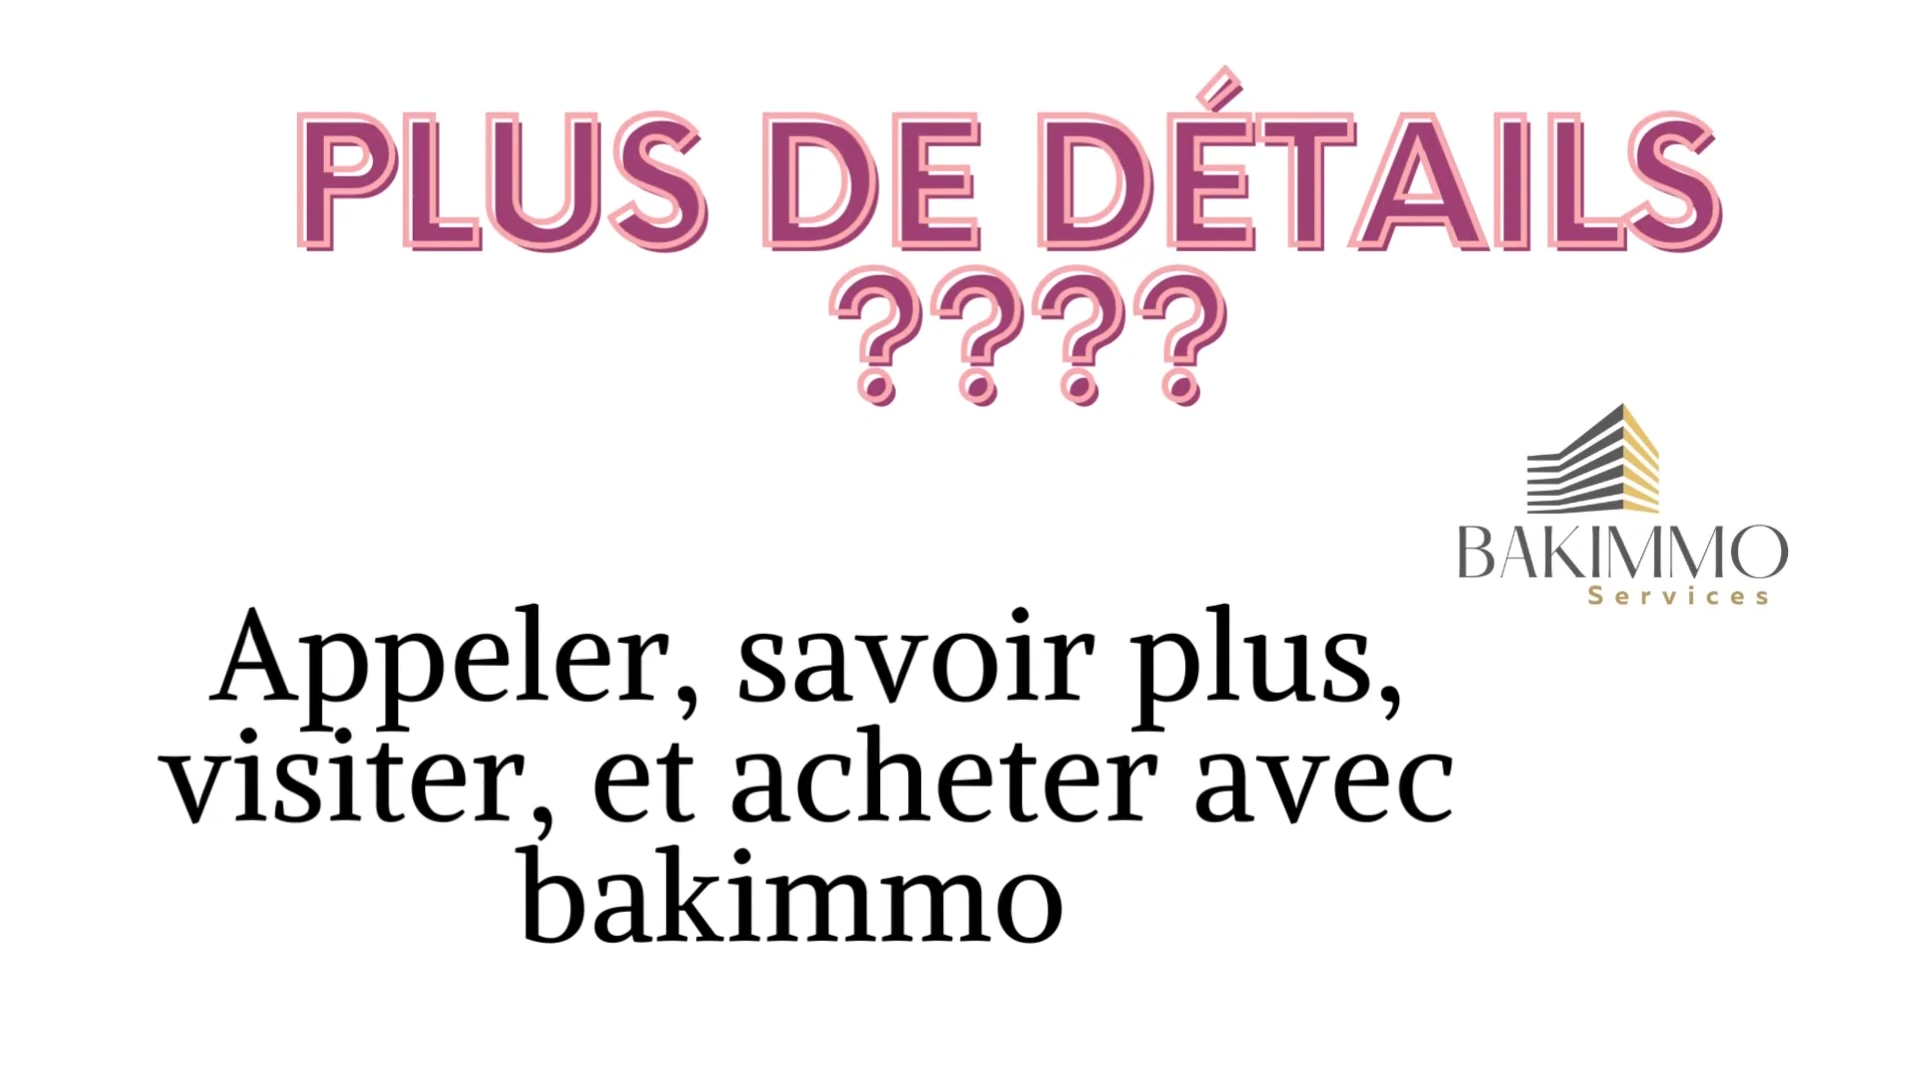 PLUS DE DÉTAILS
????
BAKIMMO
Services
Appeler, savoir plus,
visiter, et acheter avec
bakimmo